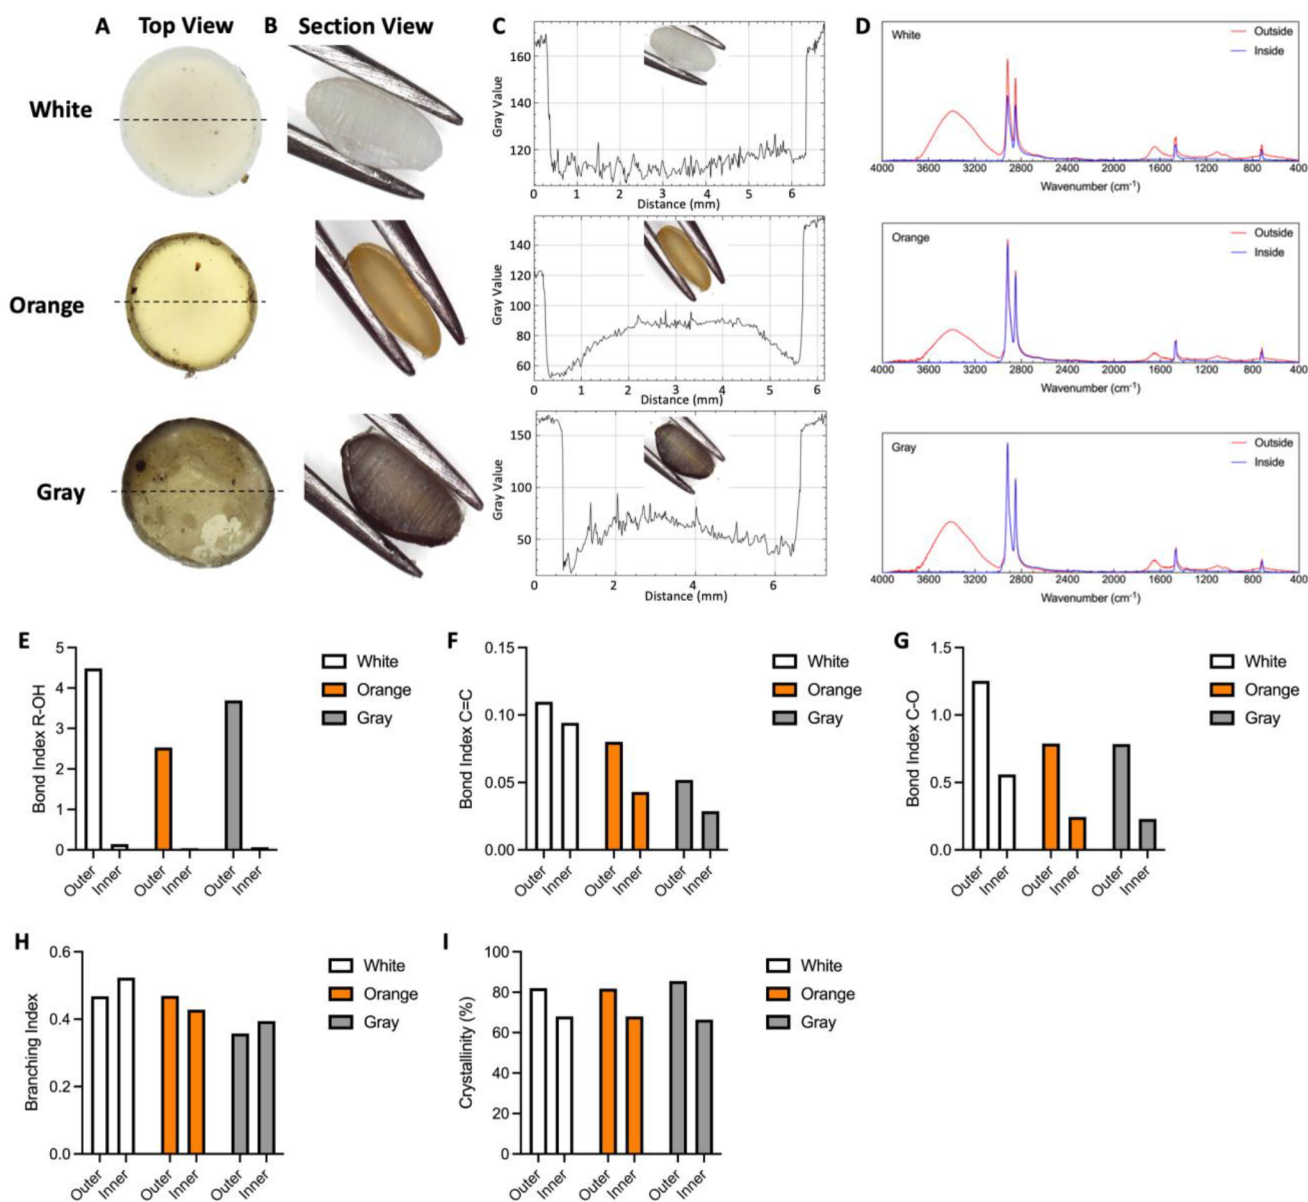 A Top View B Section View C D
White
Orange
Gray
160
140
120
Gray Value
0 1 2 3 4 5 6
Distance (mm)
140
120
100
80
60
Gray Value
0 1 2 3 4 5 6
Distance (mm)
150
100
50
Gray Value
0 2 4 6
Distance (mm)
White
Outside
Inside
4000 3600 3200 2800 2400 2000 1600 1200 800 400
Wavenumber (cm⁻¹)
Orange
Outside
Inside
4000 3600 3200 2800 2400 2000 1600 1200 800 400
Wavenumber (cm⁻¹)
Gray
Outside
Inside
4000 3600 3200 2800 2400 2000 1600 1200 800 400
Wavenumber (cm⁻¹)
E
5
4
3
2
1
0
Bond Index R-OH
Outer Inner Outer Inner Outer Inner
White
Orange
Gray
F
0.15
0.10
0.05
0.00
Bond Index C=C
Outer Inner Outer Inner Outer Inner
White
Orange
Gray
G
1.5
1.0
0.5
0.0
Bond Index C-O
Outer Inner Outer Inner Outer Inner
White
Orange
Gray
H
0.6
0.4
0.2
0.0
Branching Index
Outer Inner Outer Inner Outer Inner
White
Orange
Gray
I
100
80
60
40
20
0
Crystallinity (%)
Outer Inner Outer Inner Outer Inner
White
Orange
Gray